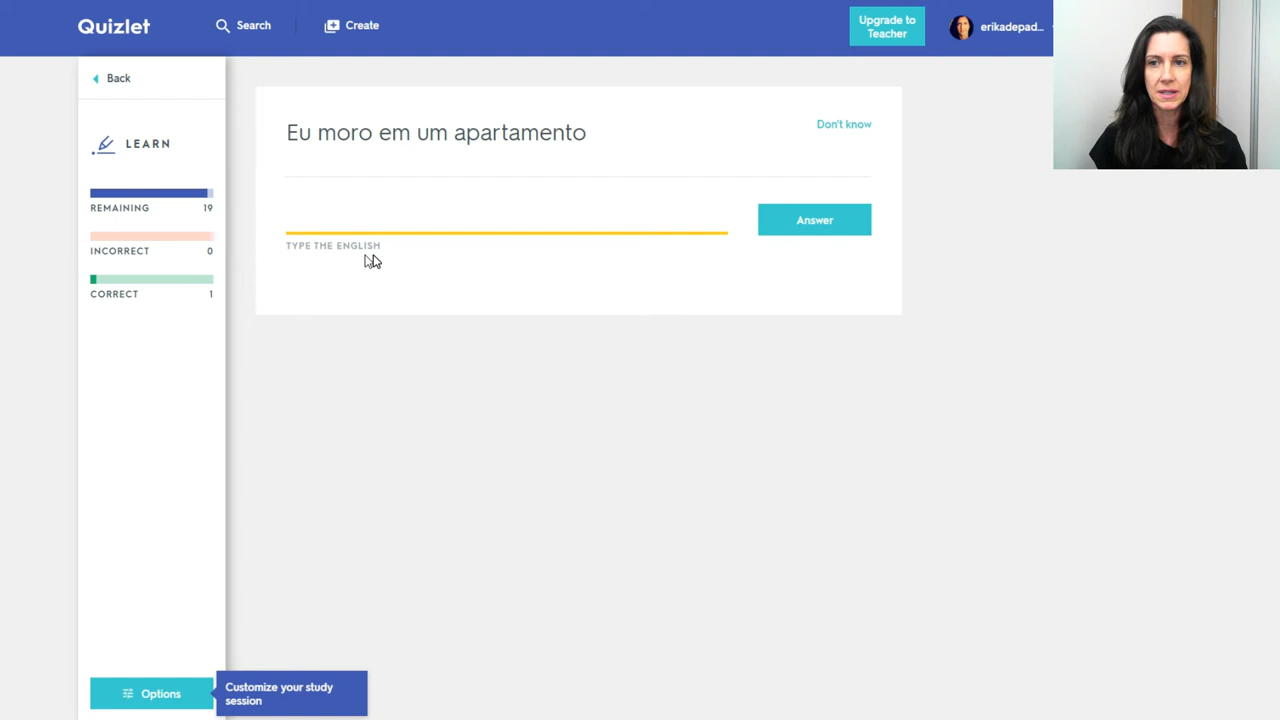 Quizlet
Search
Create
Upgrade to
Teacher
erikadepad...
Back
LEARN
REMAINING 19
INCORRECT 0
CORRECT 1
Eu moro em um apartamento
Don't know
Answer
TYPE THE ENGLISH
Options
Customize your study
session